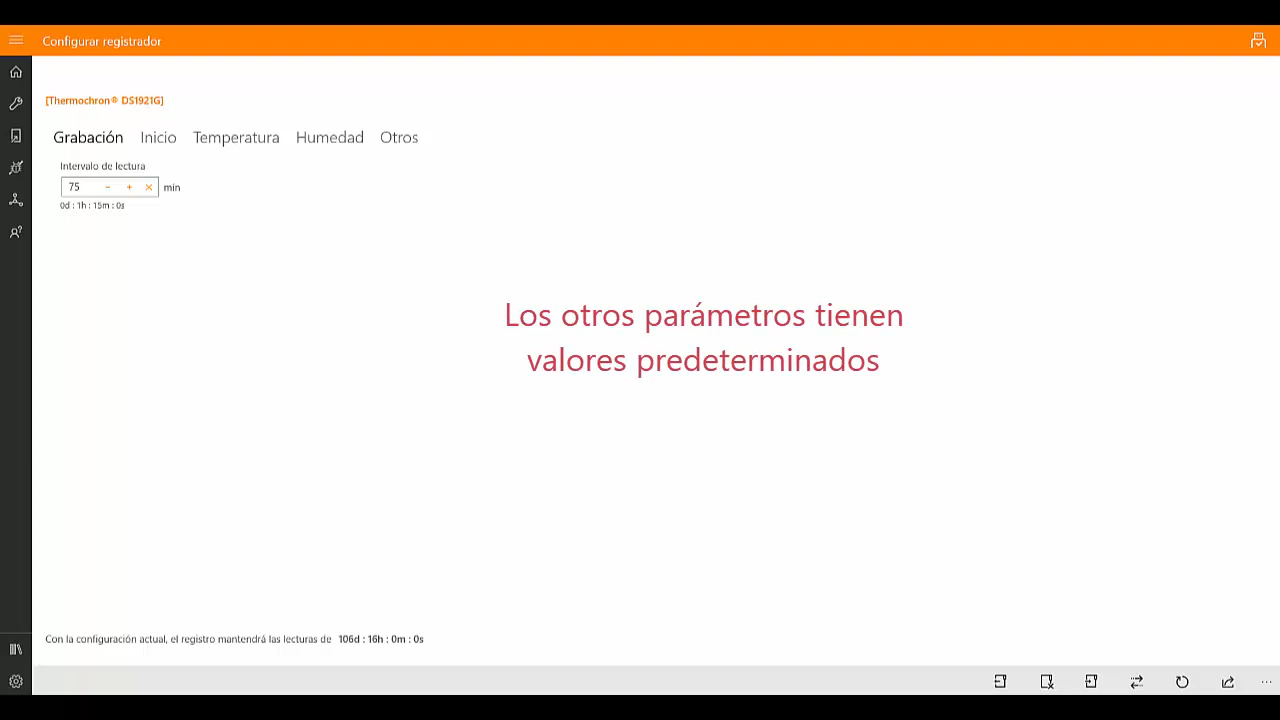 Configurar registrador
[Thermochron® DS1921G]
Grabación Inicio Temperatura Humedad Otros
Intervalo de lectura
75 − + × min
0d : 1h : 15m : 0s
Los otros parámetros tienen
valores predeterminados
Con la configuración actual, el registro mantendrá las lecturas de 106d : 16h : 0m : 0s